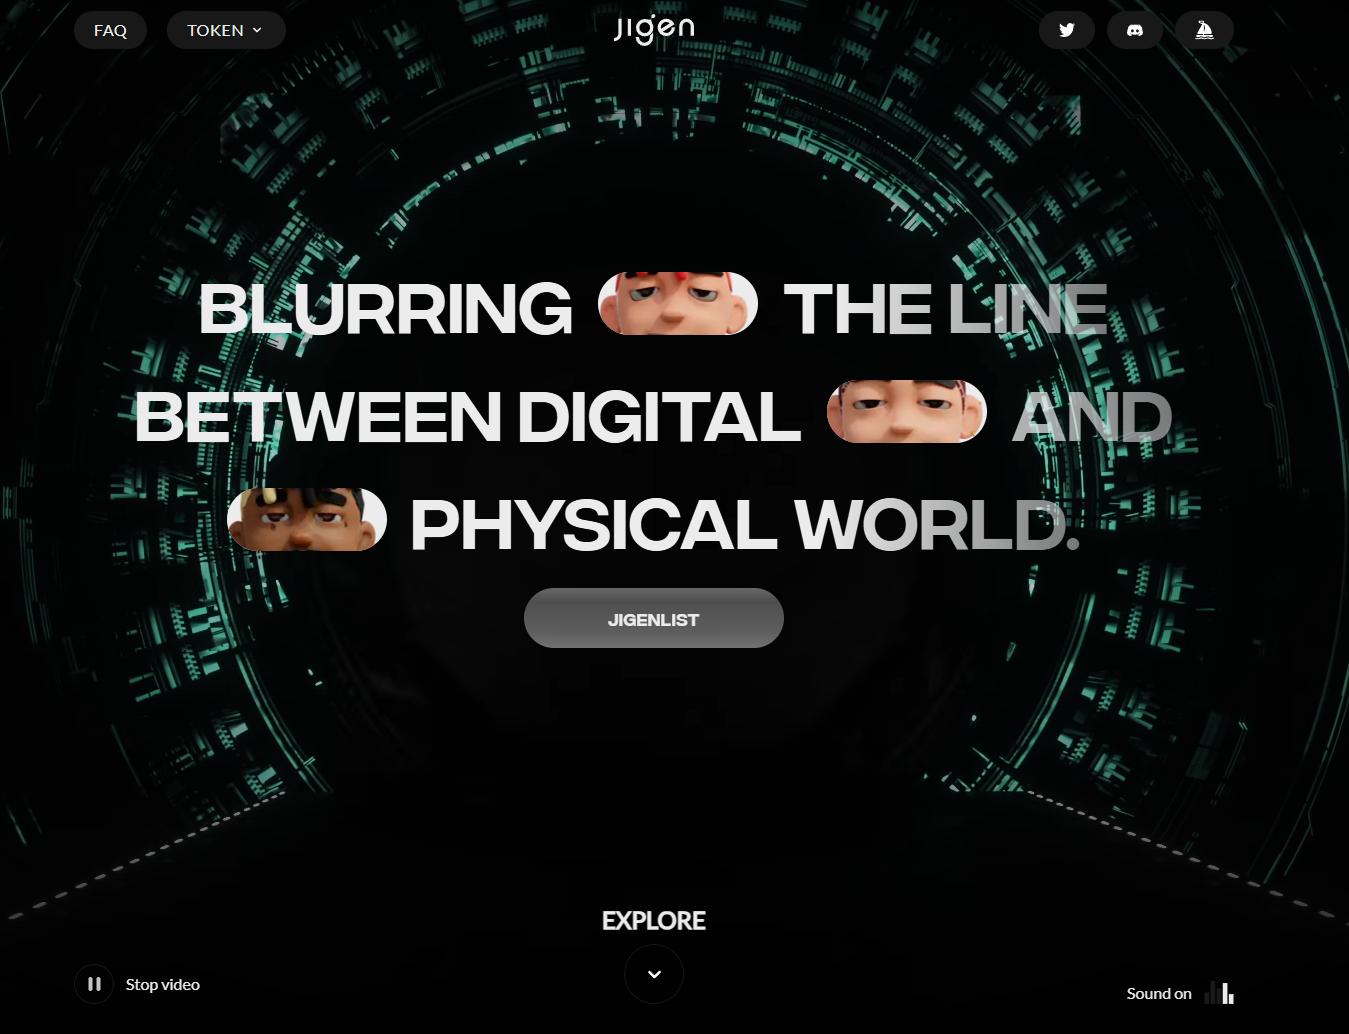 FAQ
TOKEN
jigen
BLURRING THE LINE
BETWEEN DIGITAL AND
PHYSICAL WORLD.
JIGENLIST
EXPLORE
Stop video
Sound on